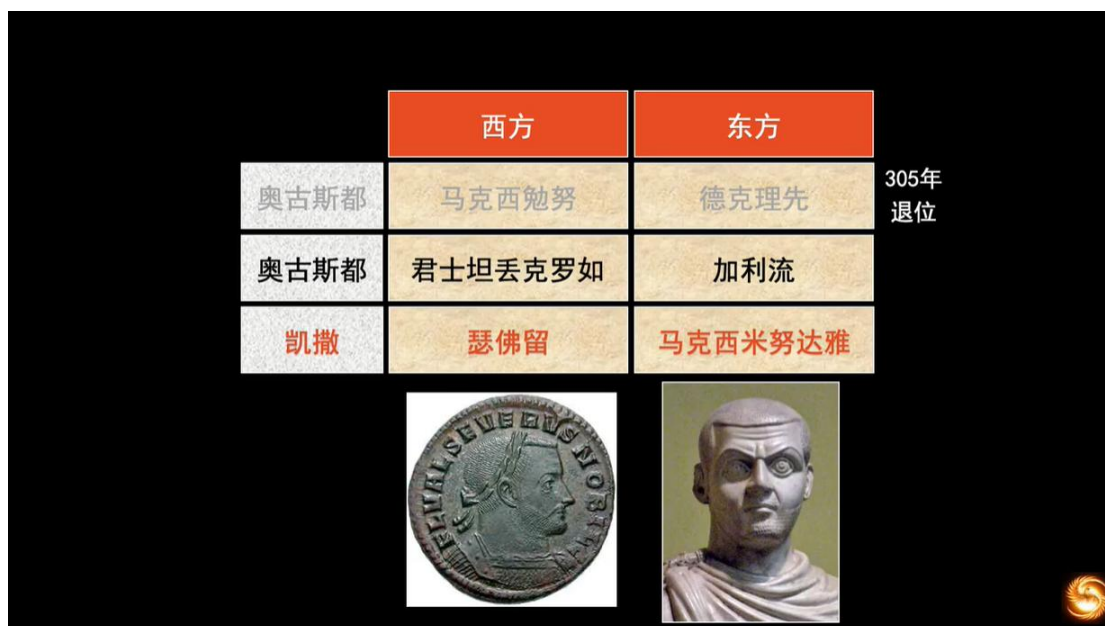 西方 东方
奥古斯都 马克西勉努 德克理先
305年
退位
奥古斯都 君士坦丢克罗如 加利流
凯撒 瑟佛留 马克西米努达雅
FLVALSEVERVSNOBC